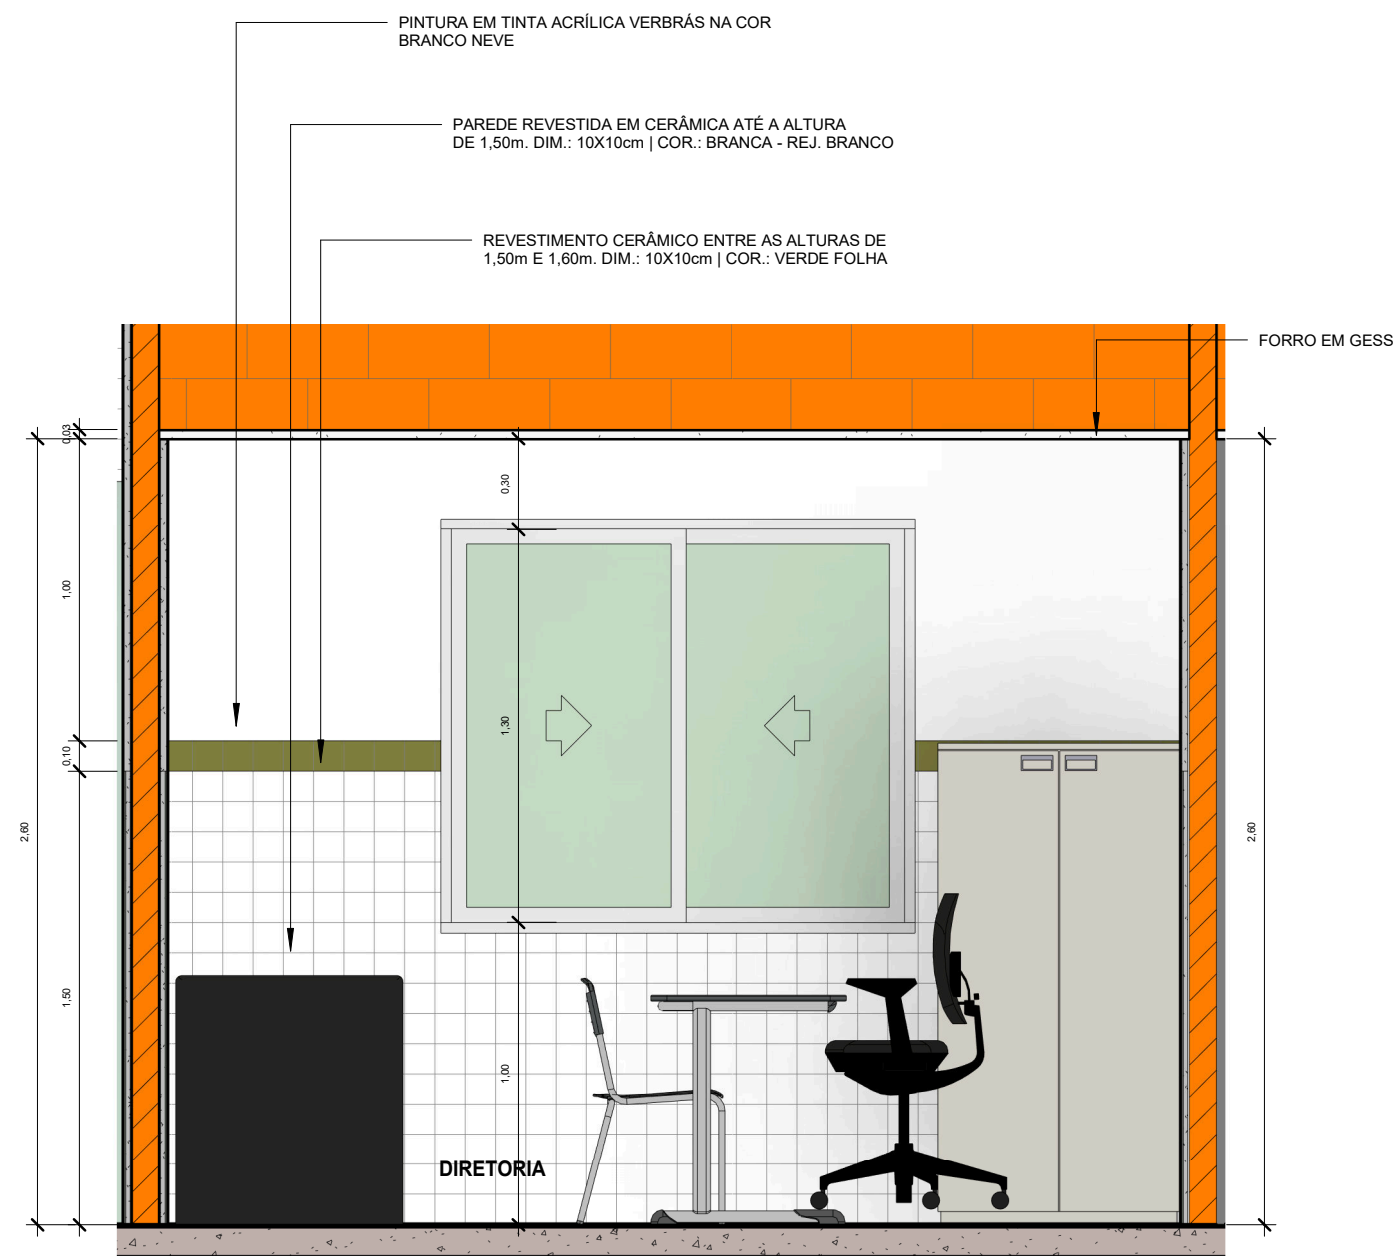 PINTURA EM TINTA ACRÍLICA VERBRÁS NA COR
BRANCO NEVE
PAREDE REVESTIDA EM CERÂMICA ATÉ A ALTURA
DE 1,50m. DIM.: 10X10cm | COR.: BRANCA - REJ. BRANCO
REVESTIMENTO CERÂMICO ENTRE AS ALTURAS DE
1,50m E 1,60m. DIM.: 10X10cm | COR.: VERDE FOLHA
FORRO EM GESS
0,03
0,30
1,00
1,30
0,10
2,60
2,60
1,50
1,00
DIRETORIA